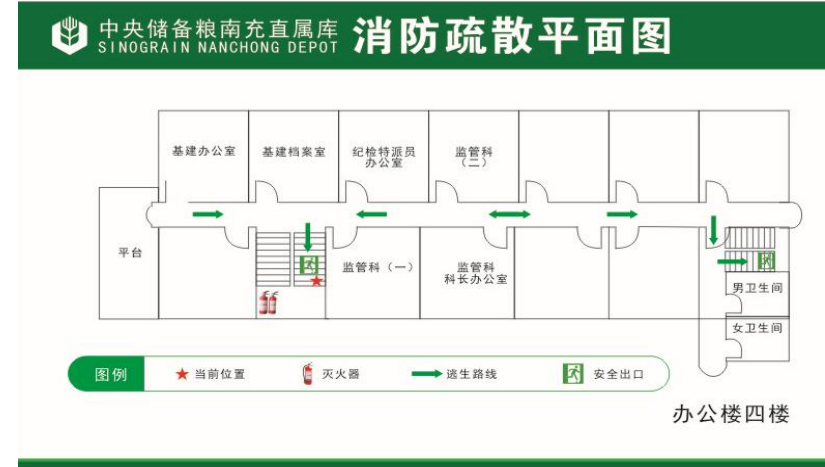 中央储备粮南充直属库
SINOGRAIN NANCHONG DEPOT
消防疏散平面图
基建办公室
基建档案室
纪检特派员
办公室
监管科
（二）
平台
监管科（一）
监管科
科长办公室
男卫生间
女卫生间
图例
当前位置
灭火器
逃生路线
安全出口
办公楼四楼